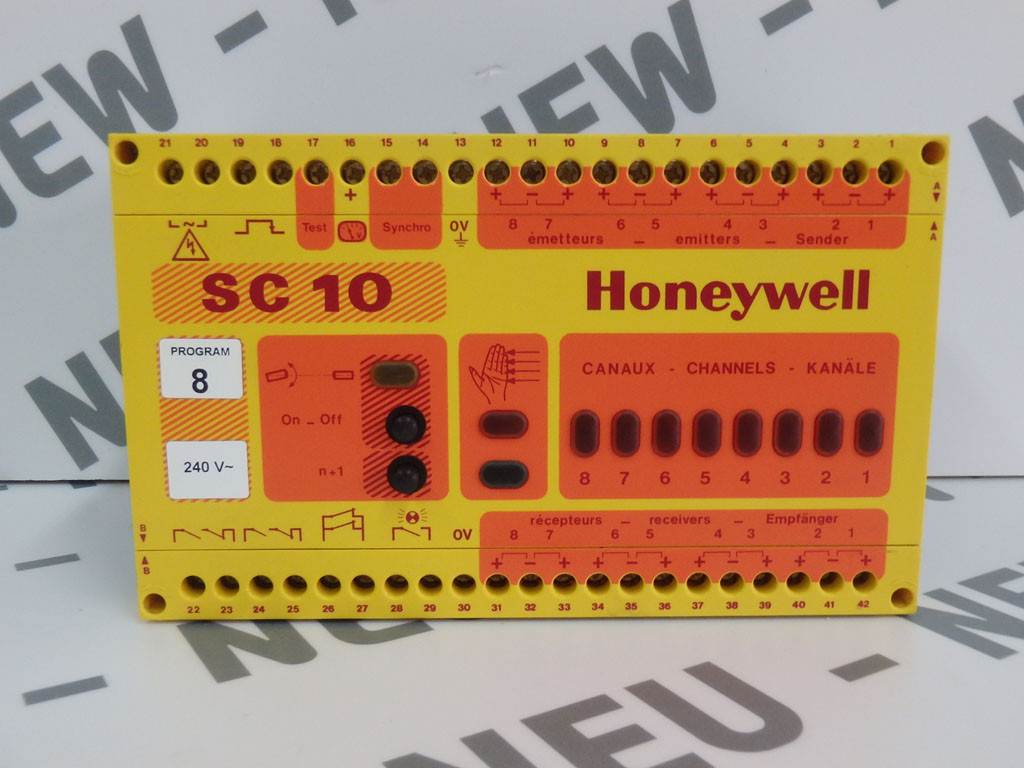 NEW - NEW - NEW - N
21 20 19 18 17 16 15 14 13 12 11 10 9 8 7 6 5 4 3 2 1
+ + - + + - + + - + + - +
A
Test Synchro 0V 8 7 6 5 4 3 2 1
émetteurs - emitters - Sender
A
SC 10 Honeywell
PROGRAM
8
CANAUX - CHANNELS - KANÄLE
On - Off
n+1
240 V~
8 7 6 5 4 3 2 1
récepteurs - receivers - Empfänger
B
0V 8 7 6 5 4 3 2 1
B
+ - + + - + + - + + - +
22 23 24 25 26 27 28 29 30 31 32 33 34 35 36 37 38 39 40 41 42
NEU - NEU - NE